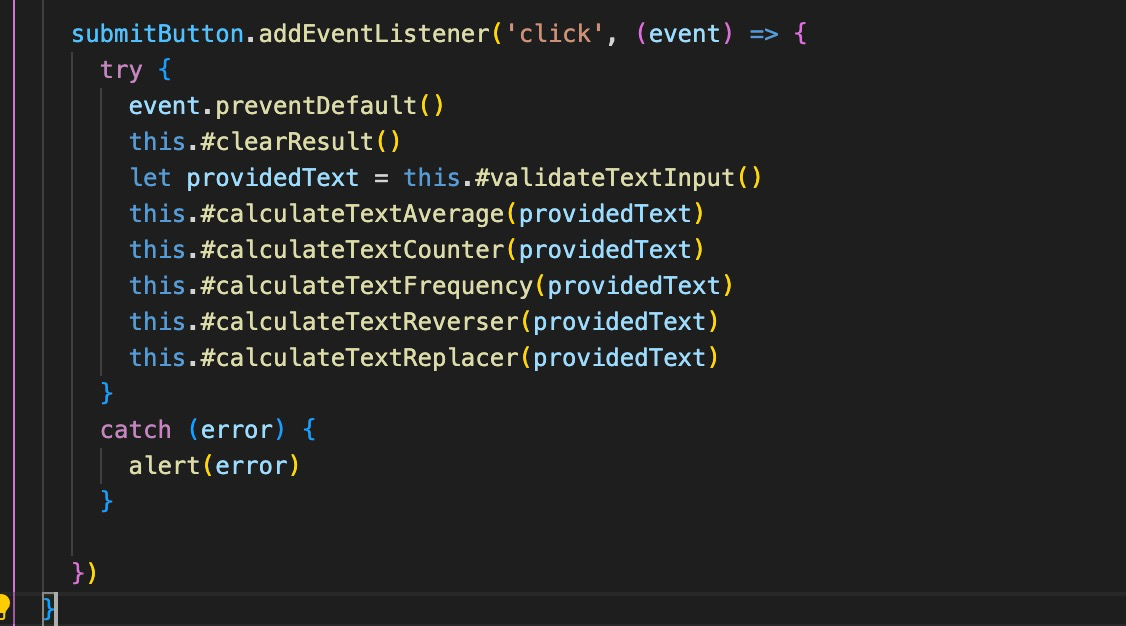 submitButton.addEventListener('click', (event) => {
try {
event.preventDefault()
this.#clearResult()
let providedText = this.#validateTextInput()
this.#calculateTextAverage(providedText)
this.#calculateTextCounter(providedText)
this.#calculateTextFrequency(providedText)
this.#calculateTextReverser(providedText)
this.#calculateTextReplacer(providedText)
}
catch (error) {
alert(error)
}
})
}